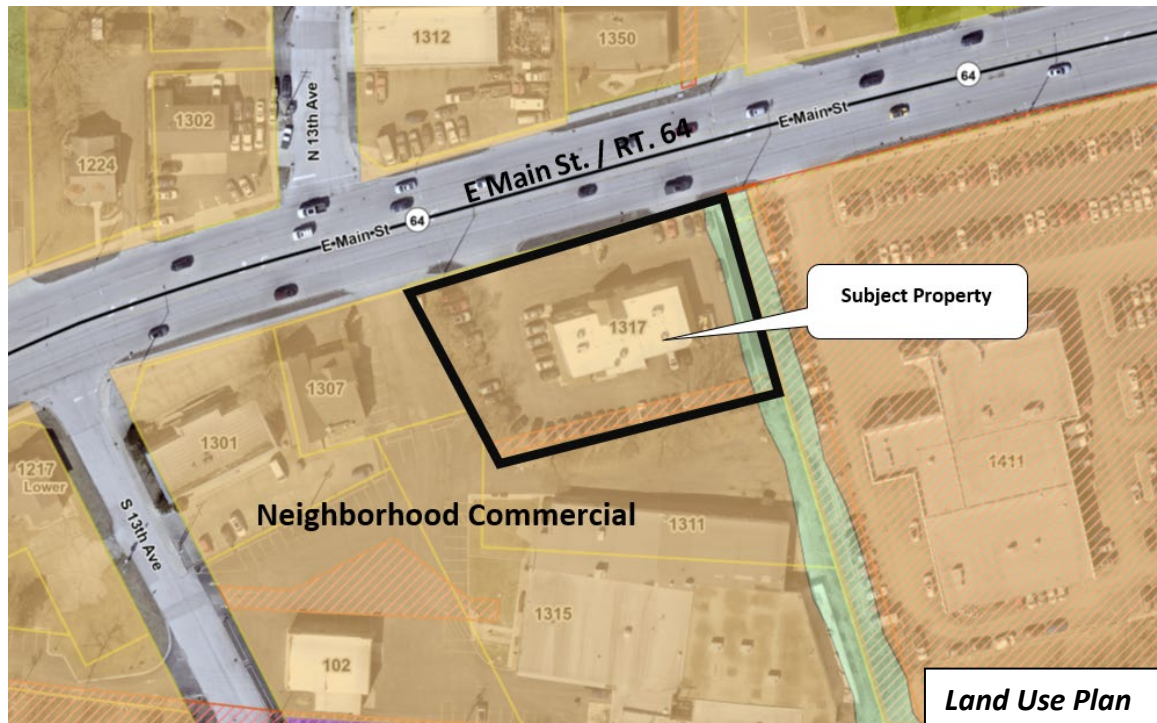 1312
1350
64
E Main St
1302
N 13th Ave
E Main St. / RT. 64
1224
64
E Main St
Subject Property
1317
1307
1301
1411
1217
Lower
Neighborhood Commercial
1311
S 13th Ave
1315
102
Land Use Plan